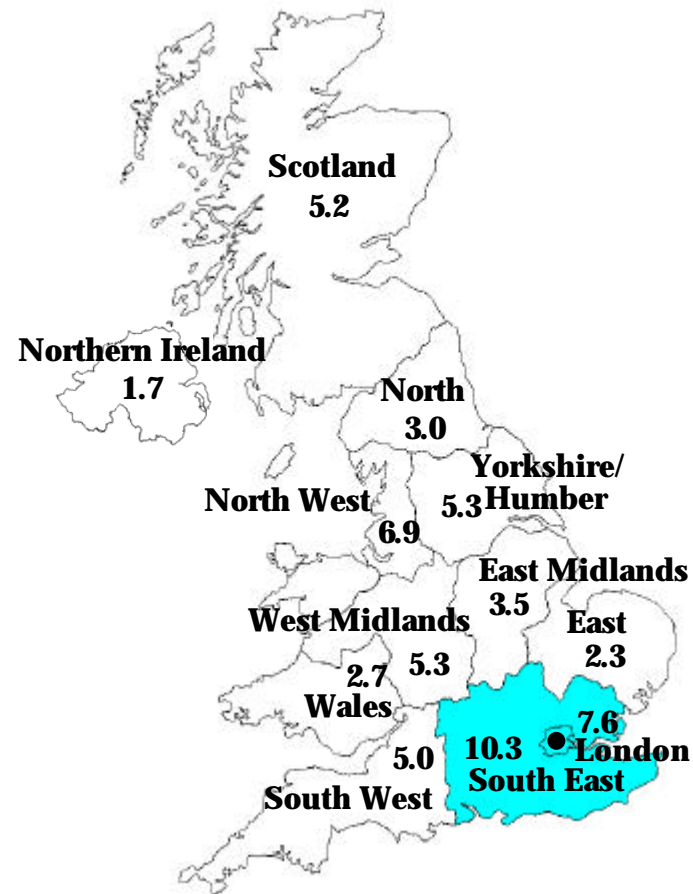 Scotland
5.2
Northern Ireland
1.7
North
3.0
Yorkshire/
5.3 Humber
North West
6.9
East Midlands
3.5
West Midlands
5.3
East
2.3
2.7
Wales
7.6
London
10.3
South East
5.0
South West